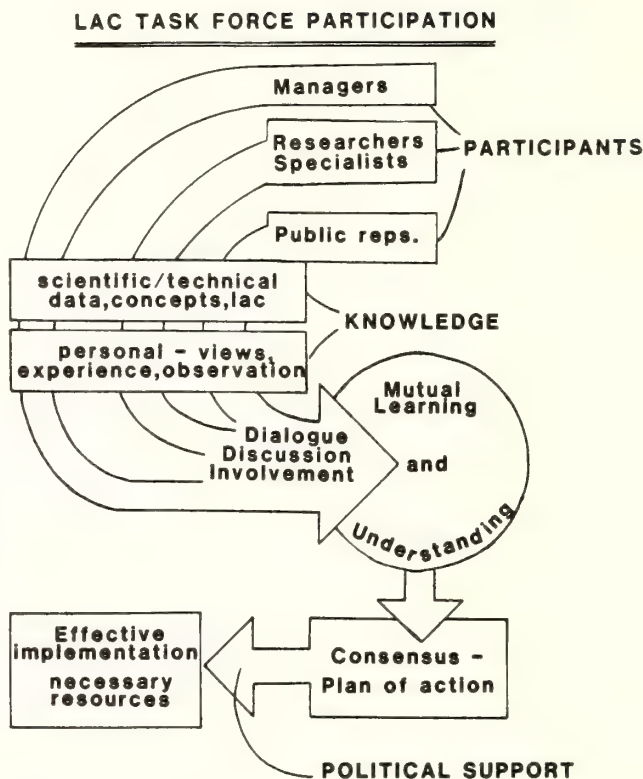 LAC TASK FORCE PARTICIPATION
Managers
Researchers
Specialists
PARTICIPANTS
Public reps.
scientific/technical
data,concepts,lac
KNOWLEDGE
personal - views,
experience,observation
Mutual
Learning
and
Understanding
Dialogue
Discussion
Involvement
Effective
implementation
necessary
resources
Consensus -
Plan of action
POLITICAL SUPPORT